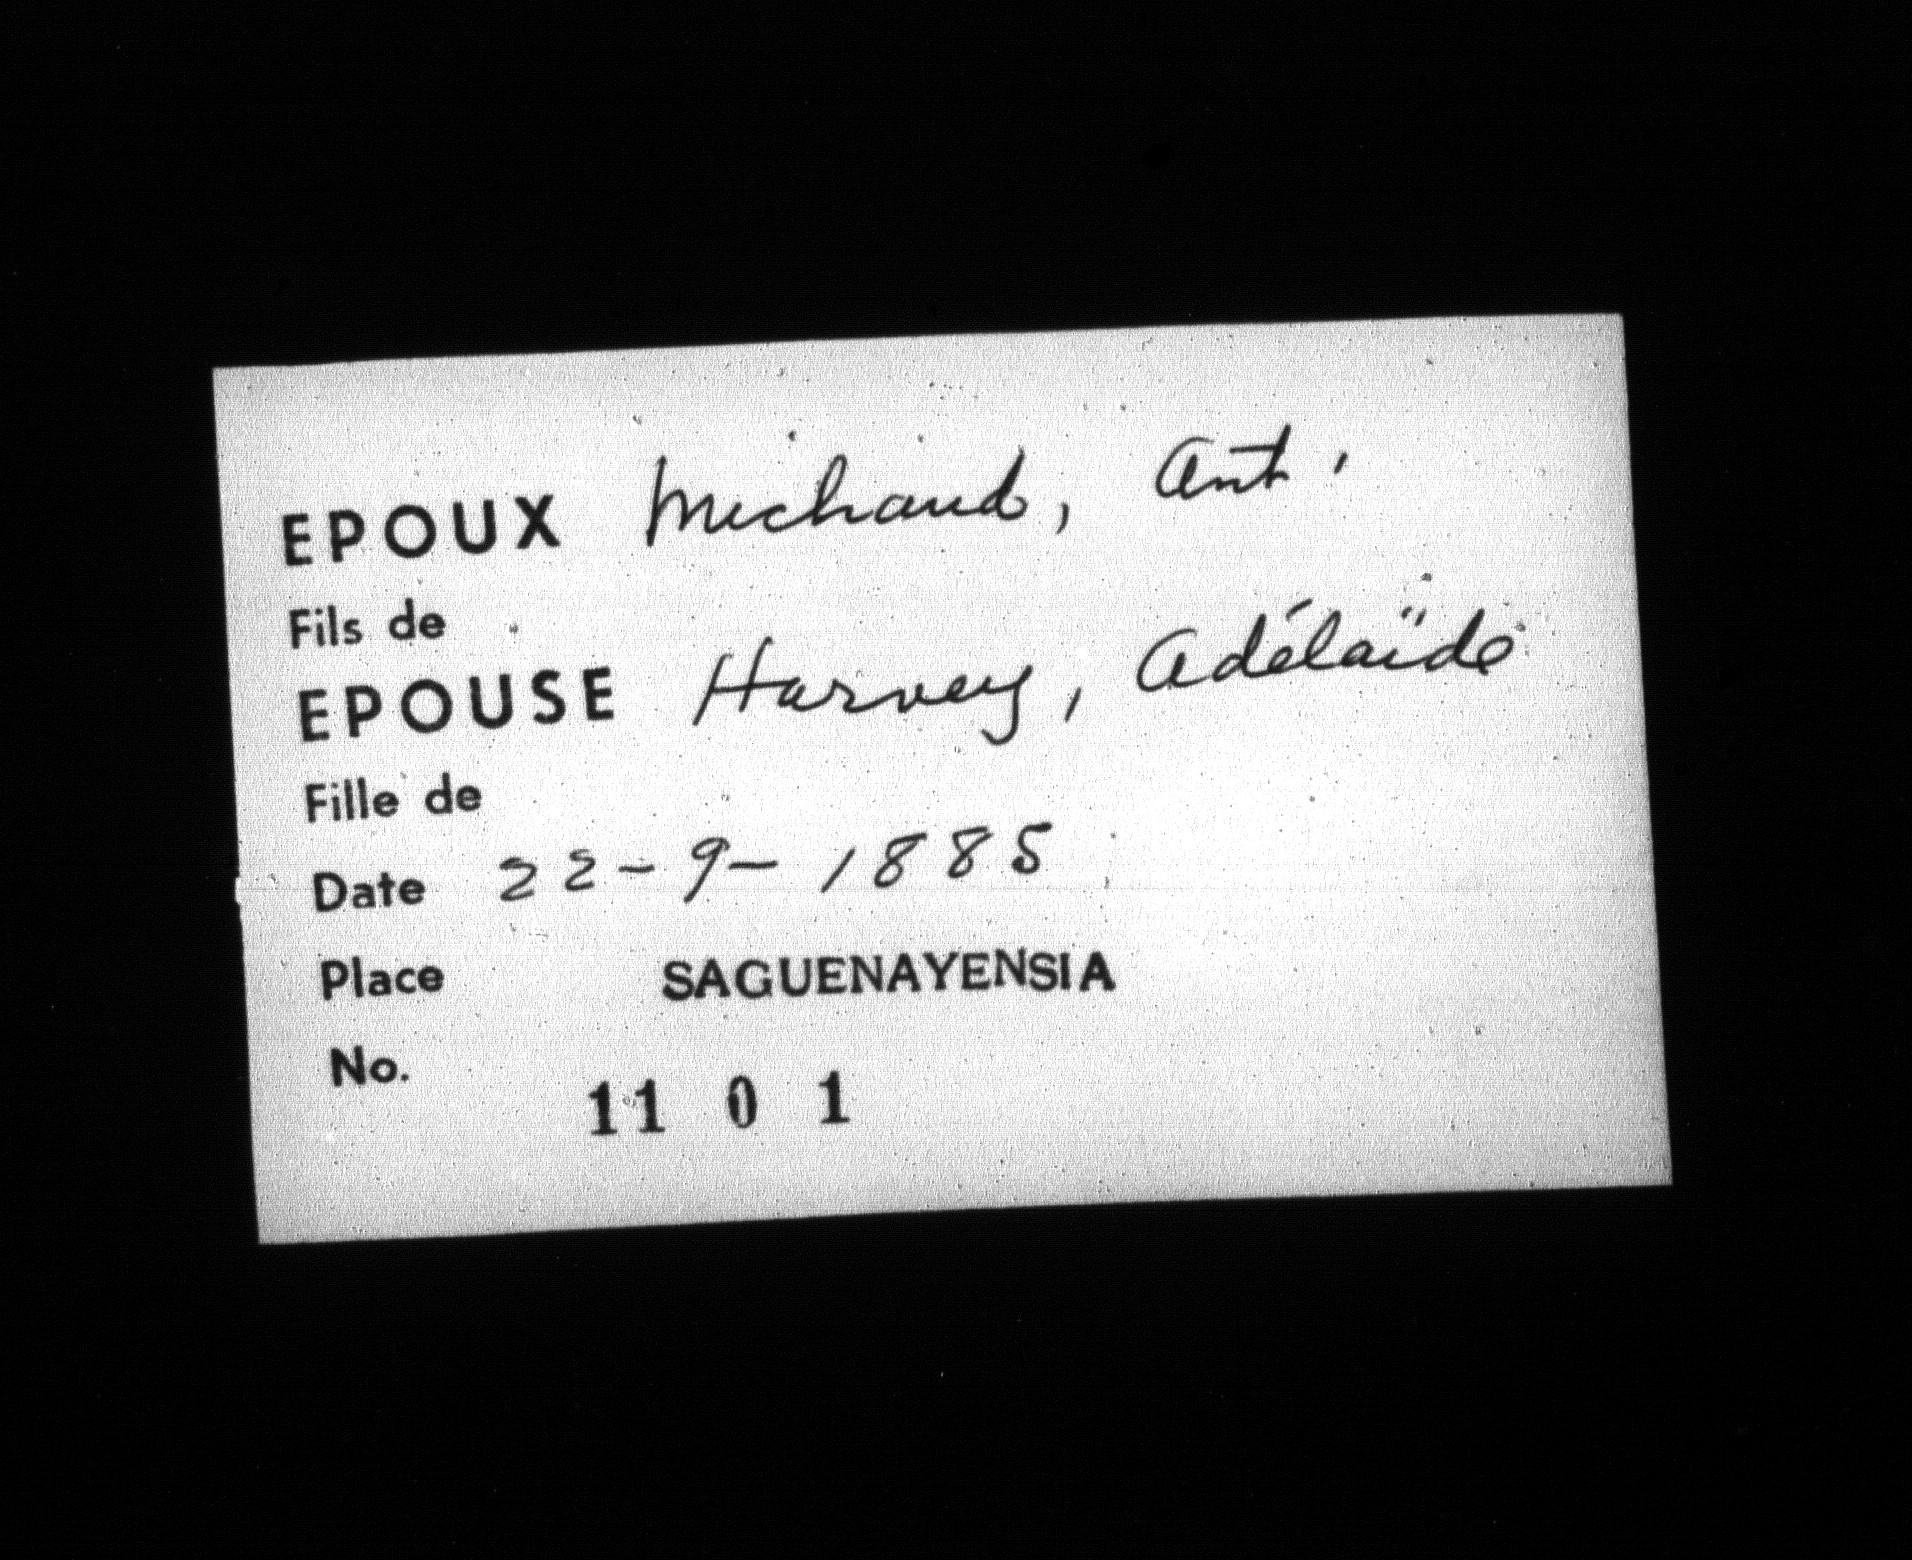 EPOUX Michaud, Ant.
Fils de
EPOUSE Harvey, Adélaïde
Fille de
Date 22-9-1885
Place SAGUENAYENSIA
No.
11 0 1